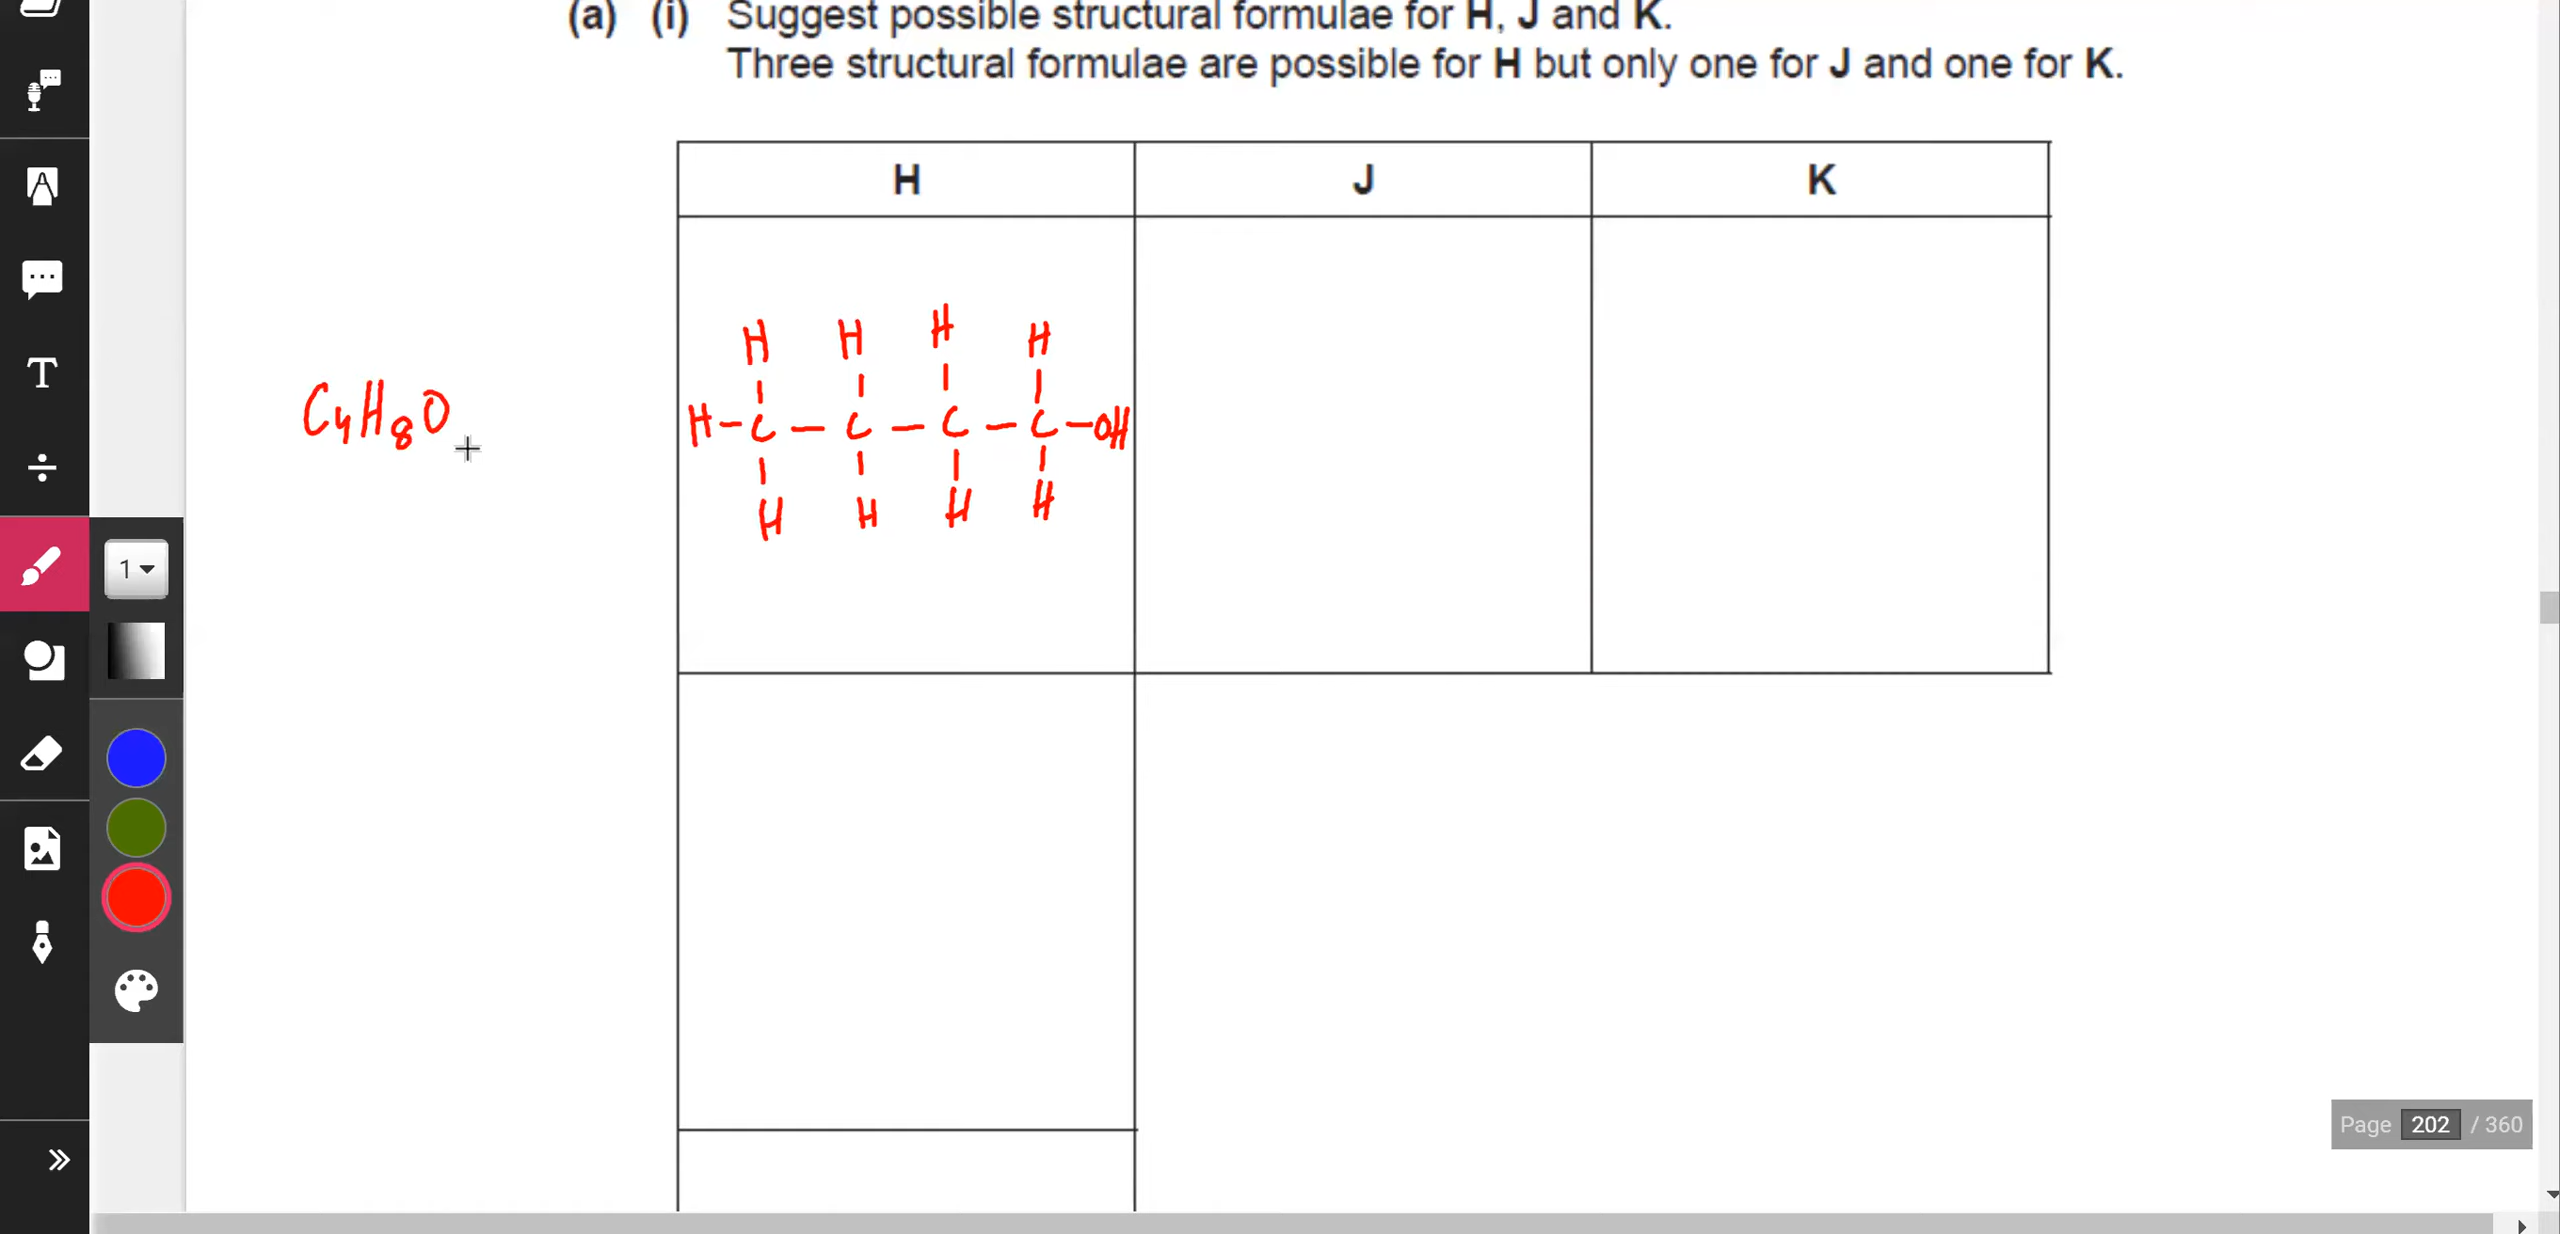 (a) (i) Suggest possible structural formulae for H, J and K.
Three structural formulae are possible for H but only one for J and one for K.
H J K
H H H H
C4H8O H-C-C-C-C-OH
H H H H
T
1
Page 202 / 360